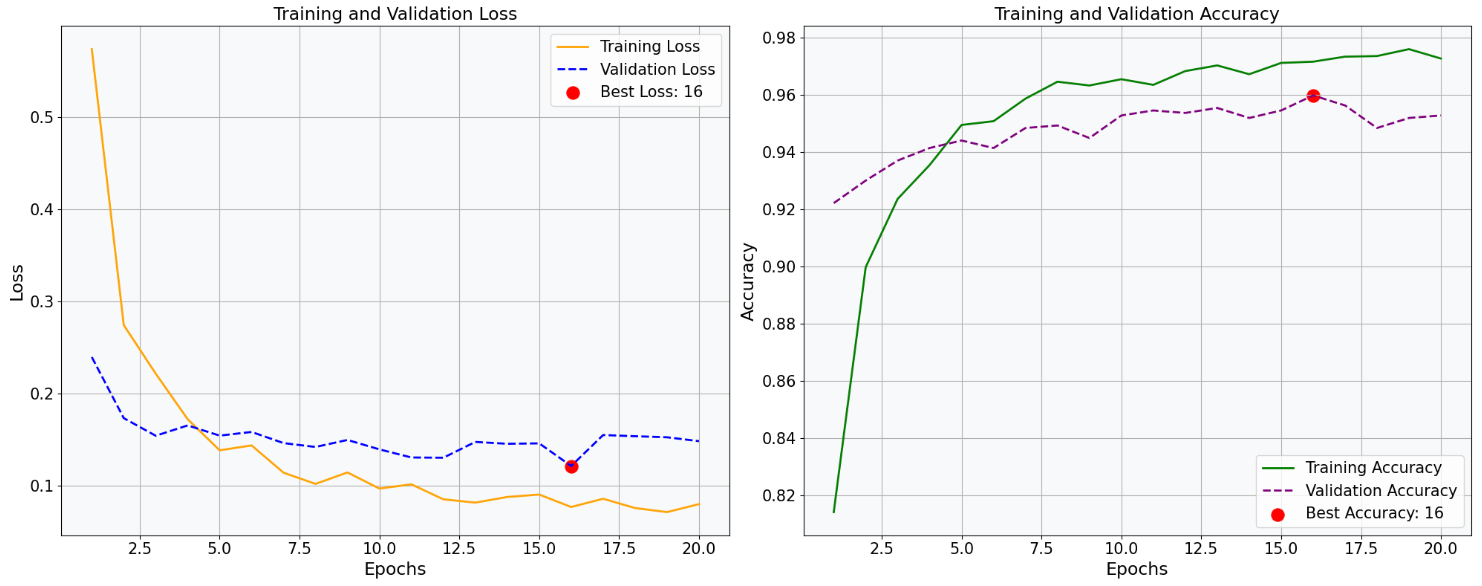 Training and Validation Loss
Training Loss
Validation Loss
Best Loss: 16
0.5
0.4
0.3
0.2
0.1
Loss
2.5 5.0 7.5 10.0 12.5 15.0 17.5 20.0
Epochs
Training and Validation Accuracy
0.98
0.96
0.94
0.92
0.90
0.88
0.86
0.84
0.82
Accuracy
Training Accuracy
Validation Accuracy
Best Accuracy: 16
2.5 5.0 7.5 10.0 12.5 15.0 17.5 20.0
Epochs